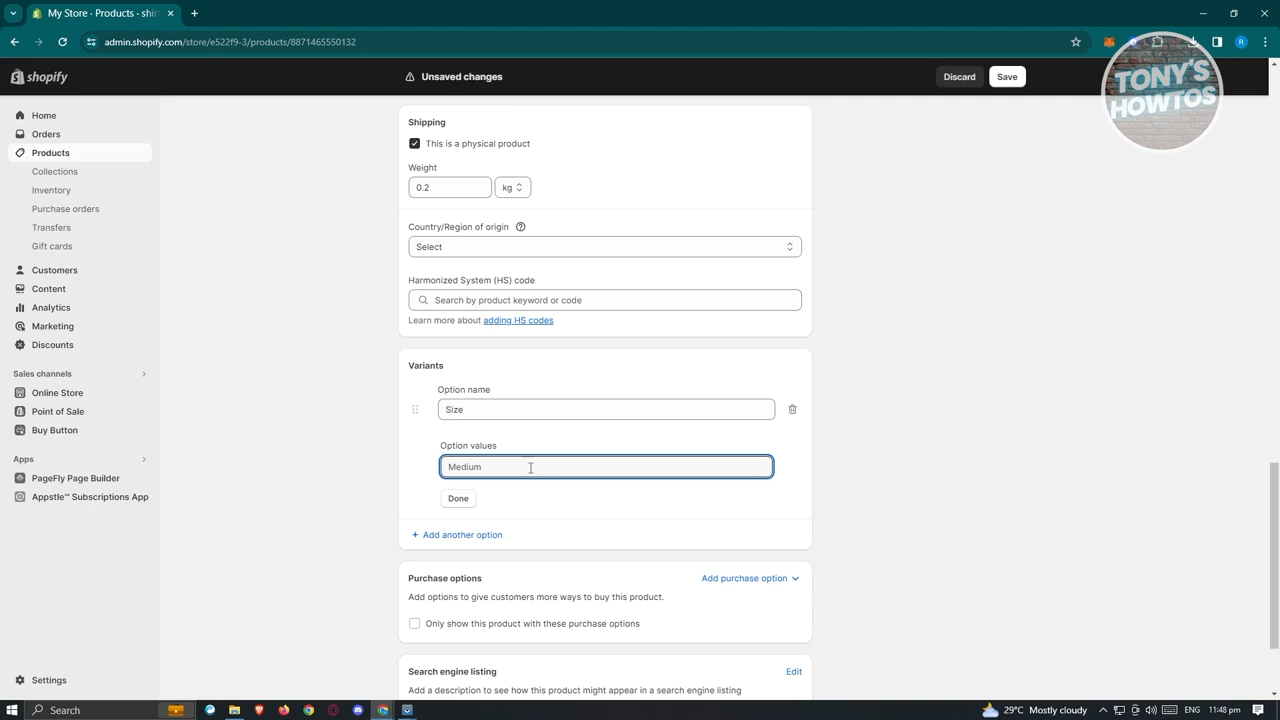 My Store · Products · shir
admin.shopify.com/store/e522f9-3/products/8871465550132
R
shopify
Unsaved changes
Discard
Save
TONY'S
HOWTOS
Home
Orders
Products
Collections
Inventory
Purchase orders
Transfers
Gift cards
Customers
Content
Analytics
Marketing
Discounts
Sales channels
Online Store
Point of Sale
Buy Button
Apps
PageFly Page Builder
Appstle℠ Subscriptions App
Settings
Shipping
This is a physical product
Weight
0.2
kg
Country/Region of origin
Select
Harmonized System (HS) code
Search by product keyword or code
Learn more about adding HS codes
Variants
Option name
Size
Option values
Medium
Done
+ Add another option
Purchase options
Add purchase option
Add options to give customers more ways to buy this product.
Only show this product with these purchase options
Search engine listing
Edit
Add a description to see how this product might appear in a search engine listing
Search
29°C Mostly cloudy
ENG
11:48 pm